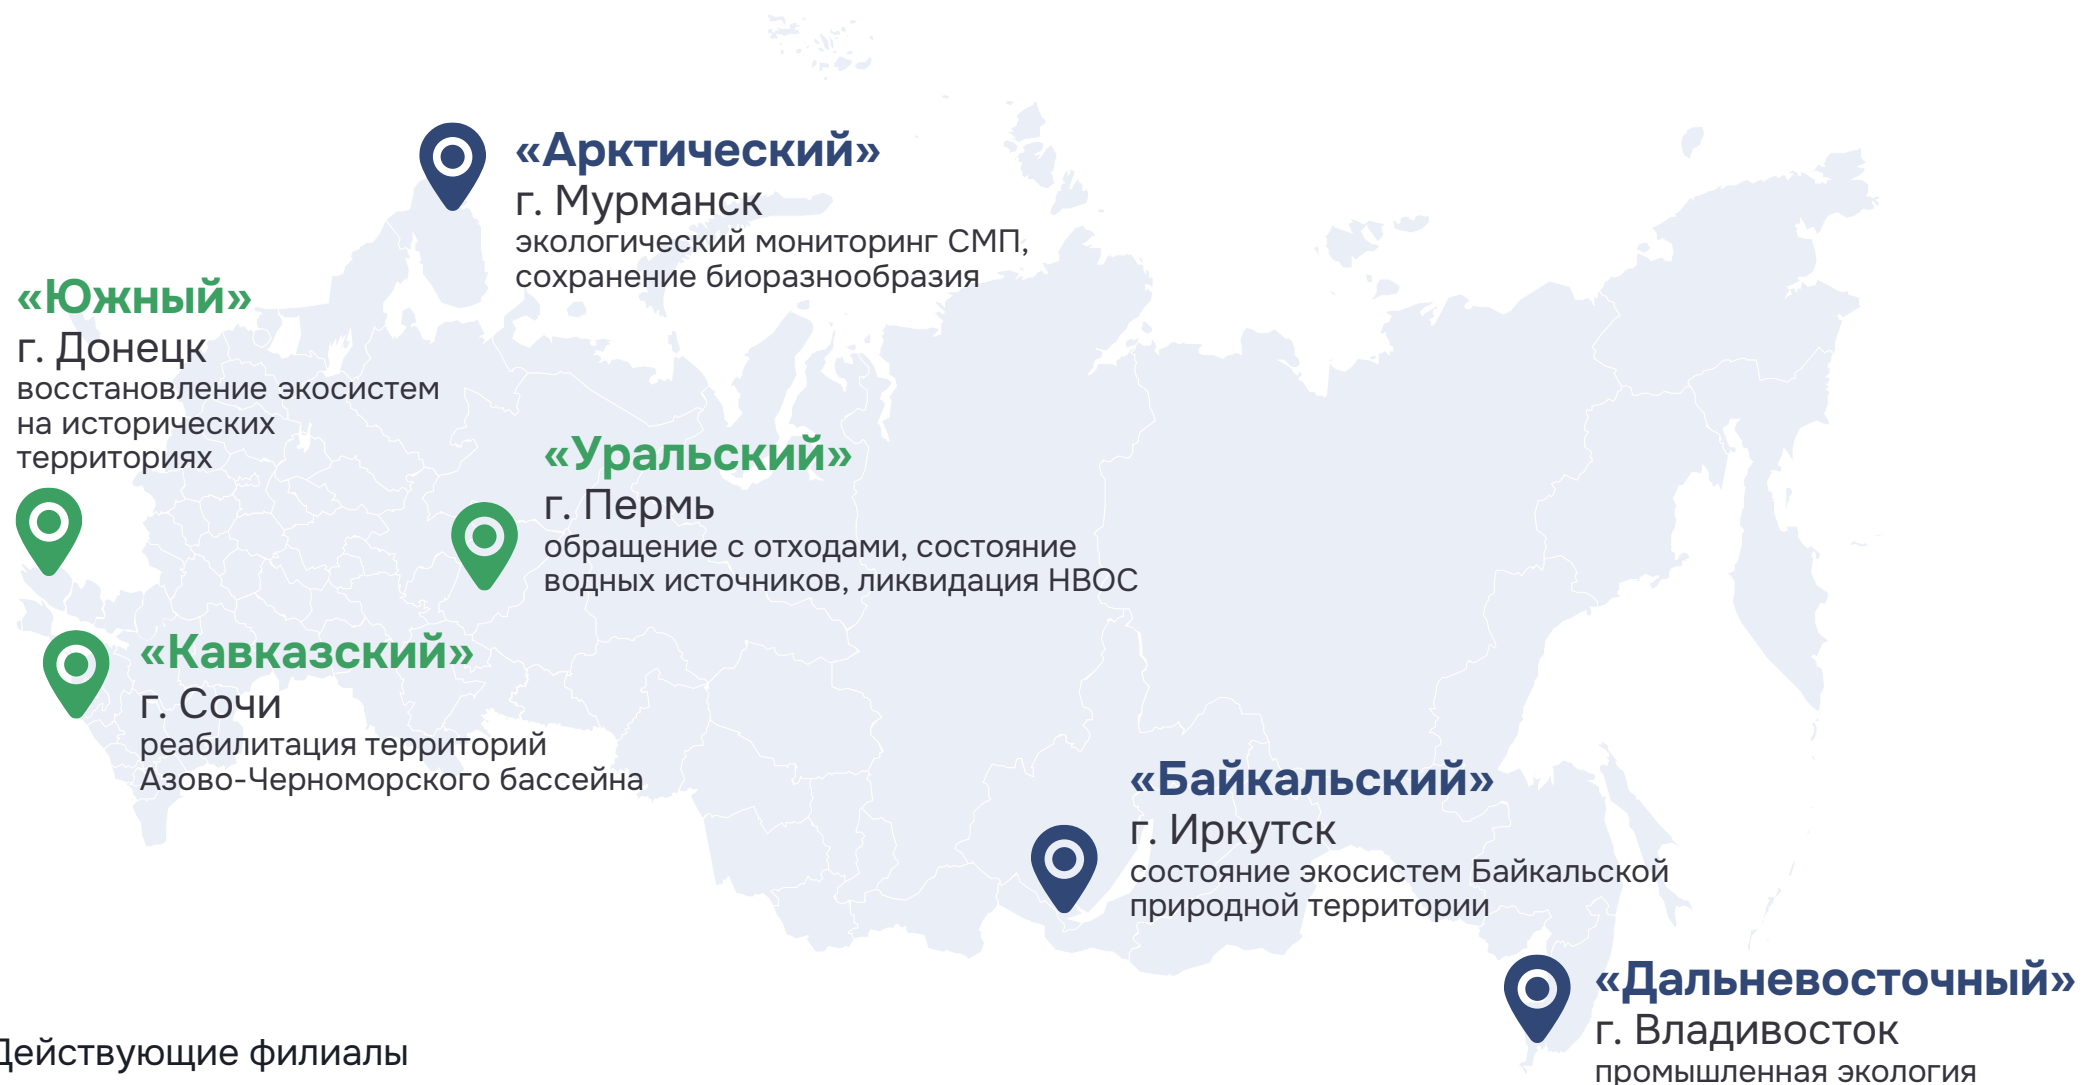 «Арктический»
г. Мурманск
экологический мониторинг СМП,
сохранение биоразнообразия
«Южный»
г. Донецк
восстановление экосистем
на исторических
территориях
«Уральский»
г. Пермь
обращение с отходами, состояние
водных источников, ликвидация НВОС
«Кавказский»
г. Сочи
реабилитация территорий
Азово-Черноморского бассейна
«Байкальский»
г. Иркутск
состояние экосистем Байкальской
природной территории
«Дальневосточный»
г. Владивосток
промышленная экология
Действующие филиалы